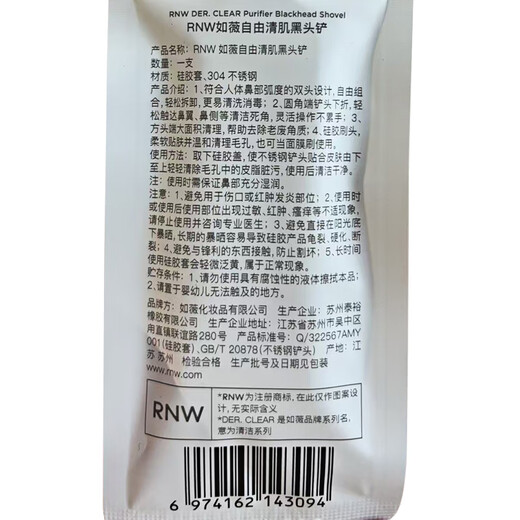 RNW DER. CLEAR Purifier Blackhead Shovel
RNW如薇自由清肌黑头铲
产品名称：RNW 如薇自由清肌黑头铲
数量：一支
材质：硅胶套、304 不锈钢
产品介绍：1、符合人体鼻部弧度的双头设计，自由组
合，轻松拆卸，更易清洗消毒；2、圆角端铲头下折，轻
松触达鼻翼、鼻侧等清洁死角，灵活操作不累手；3、
方头端大面积清理，帮助去除老废角质；4、硅胶刷头，
柔软贴肤并温和清理毛孔，也可当面膜刷使用。
使用方法：取下硅胶盖，使不锈钢铲头贴合皮肤由下
至上轻轻清除毛孔中的皮脂脏污，使用后清洁干净。
注：使用时需保证鼻部充分湿润。
注意：1、避免用于伤口或红肿发炎部位；2、使用时
或使用后使用部位出现过敏、红肿、瘙痒等不适现象，
请停止使用并咨询专业医生；3、避免直接在阳光底
下暴晒，长期的暴晒容易导致硅胶产品龟裂、硬化、断
裂；4、避免与锋利的东西接触，防止割坏；5、长时间
使用硅胶套会轻微泛黄，属于正常现象。
贮存条件：1、请勿使用具有腐蚀性的液体擦拭本品；
2、请置于婴幼儿无法触及的地方。
品牌方：如薇化妆品有限公司 生产企业：苏州泰裕
橡胶有限公司 生产企业地址：江苏省苏州市吴中区
甪直镇联谊路280号 产品标准号：Q/322567AMY
001(硅胶套)、GB/T 20878(不锈钢铲头) 产地：江
苏 苏州 检验合格 生产批号及日期见包装
www.rnw.com
RNW
*RNW为注册商标，在此仅作图案设
计，无实际含义
*DER. CLEAR 是如薇品牌系列名，
意为清洁系列
6 974162 143094